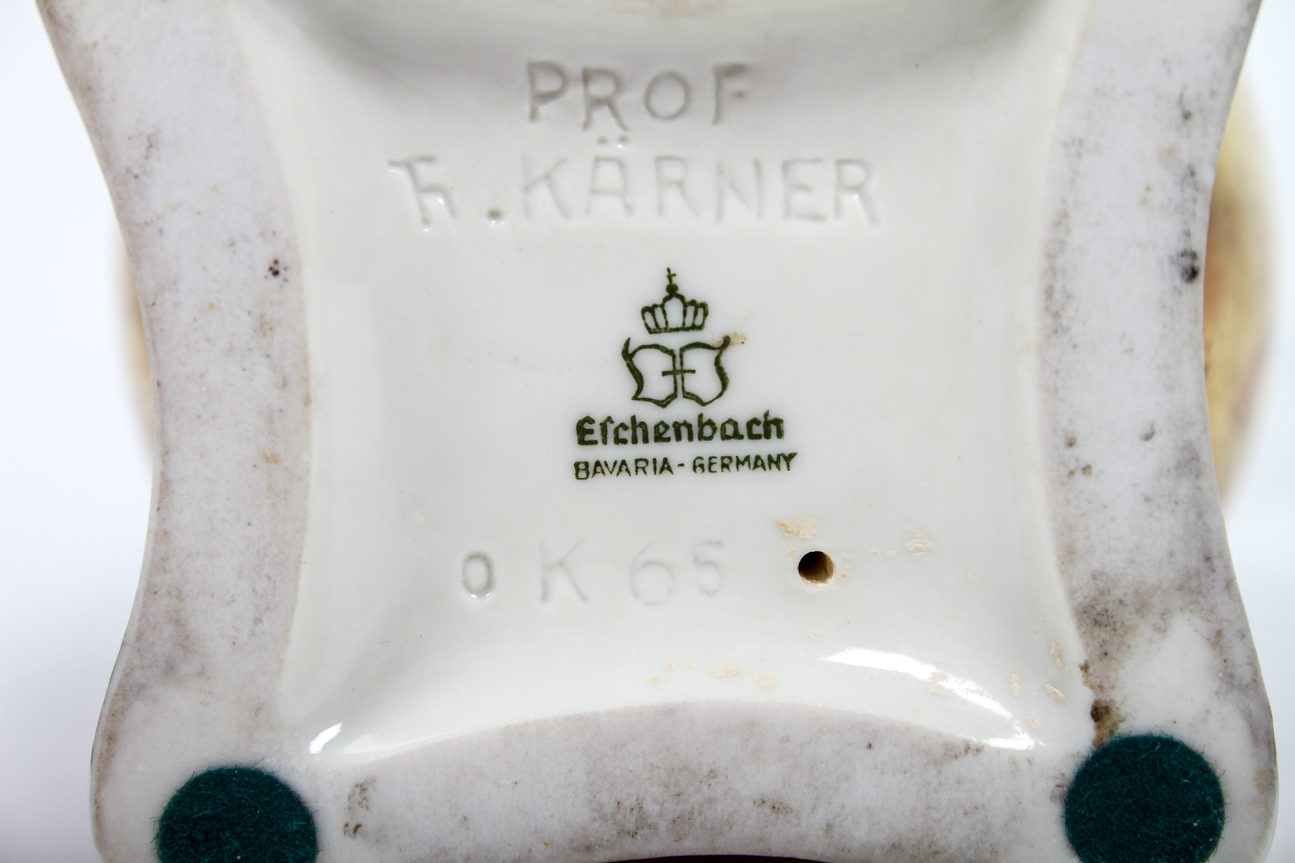 PROF
TH. KÄRNER
Eſchenbach
BAVARIA-GERMANY
o K 65